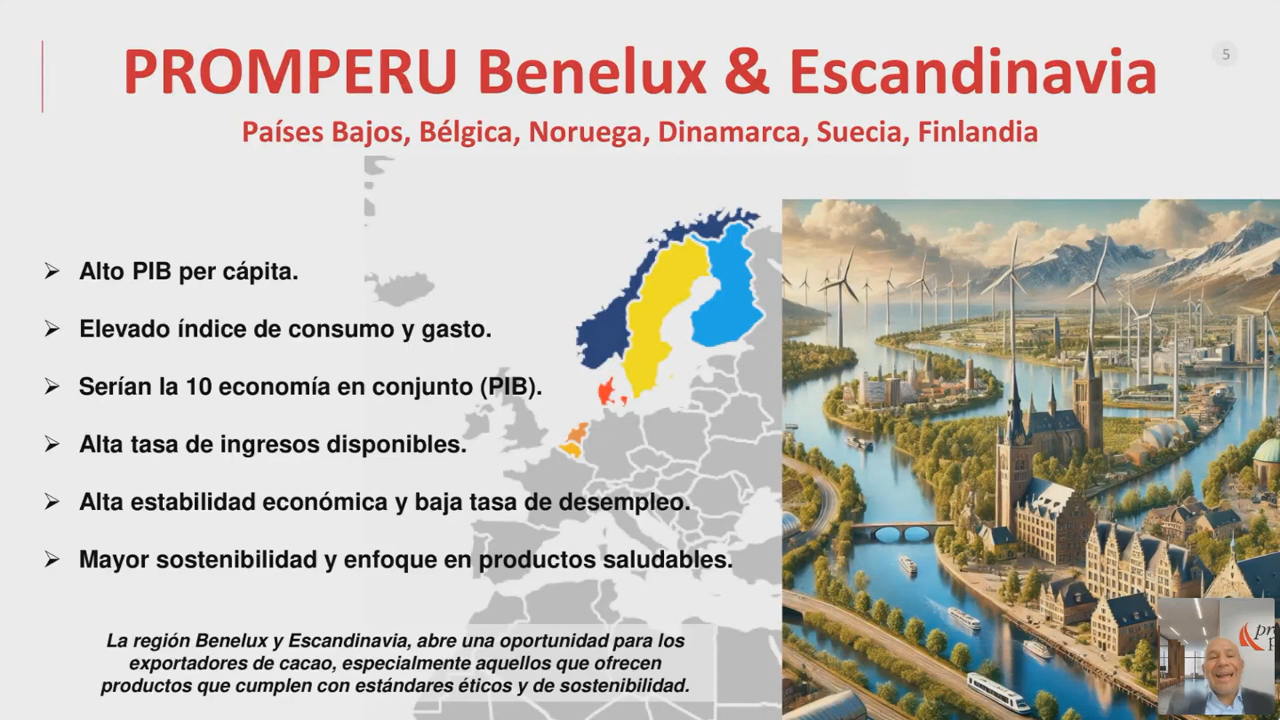 PROMPERU Benelux & Escandinavia
5
Países Bajos, Bélgica, Noruega, Dinamarca, Suecia, Finlandia
Alto PIB per cápita.
Elevado índice de consumo y gasto.
Serían la 10 economía en conjunto (PIB).
Alta tasa de ingresos disponibles.
Alta estabilidad económica y baja tasa de desempleo.
Mayor sostenibilidad y enfoque en productos saludables.
La región Benelux y Escandinavia, abre una oportunidad para los
exportadores de cacao, especialmente aquellos que ofrecen
productos que cumplen con estándares éticos y de sostenibilidad.